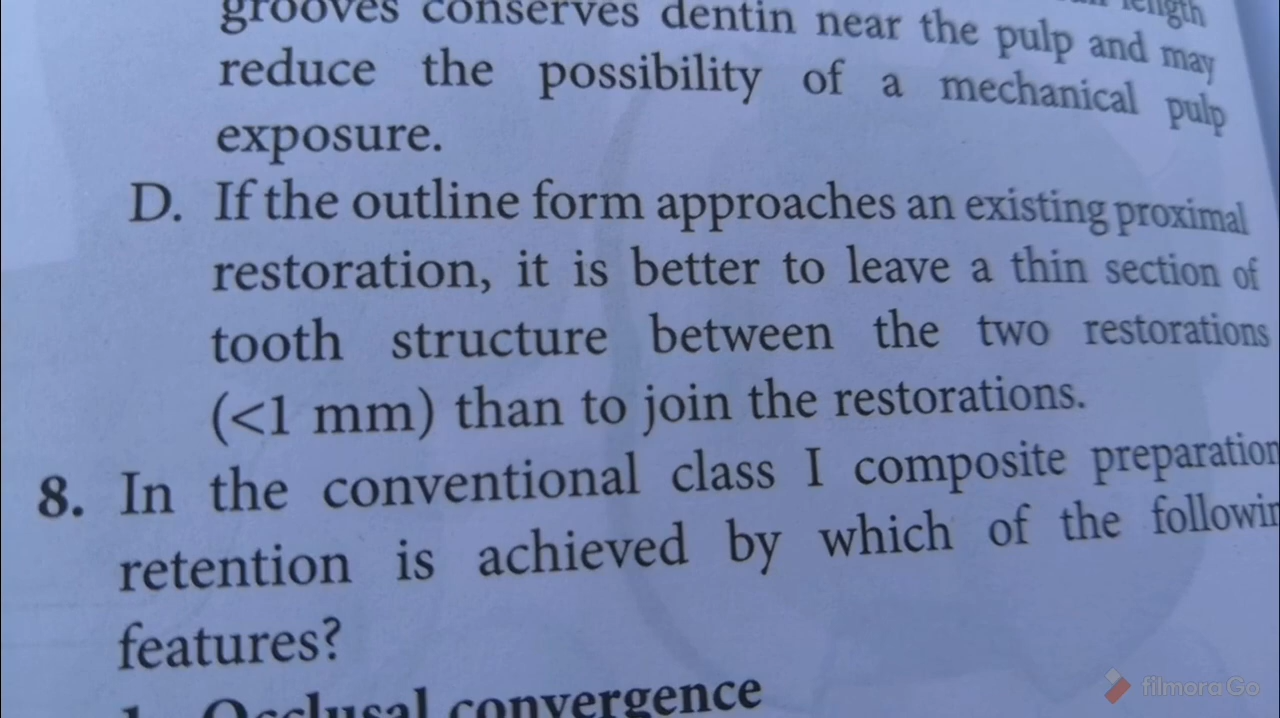 grooves conserves dentin near the pulp and may
length
reduce the possibility of a mechanical pulp
exposure.
D. If the outline form approaches an existing proximal
restoration, it is better to leave a thin section of
tooth structure between the two restorations
(<1 mm) than to join the restorations.
8. In the conventional class I composite preparation
retention is achieved by which of the followin
features?
1. Occlusal convergence
filmoraGo